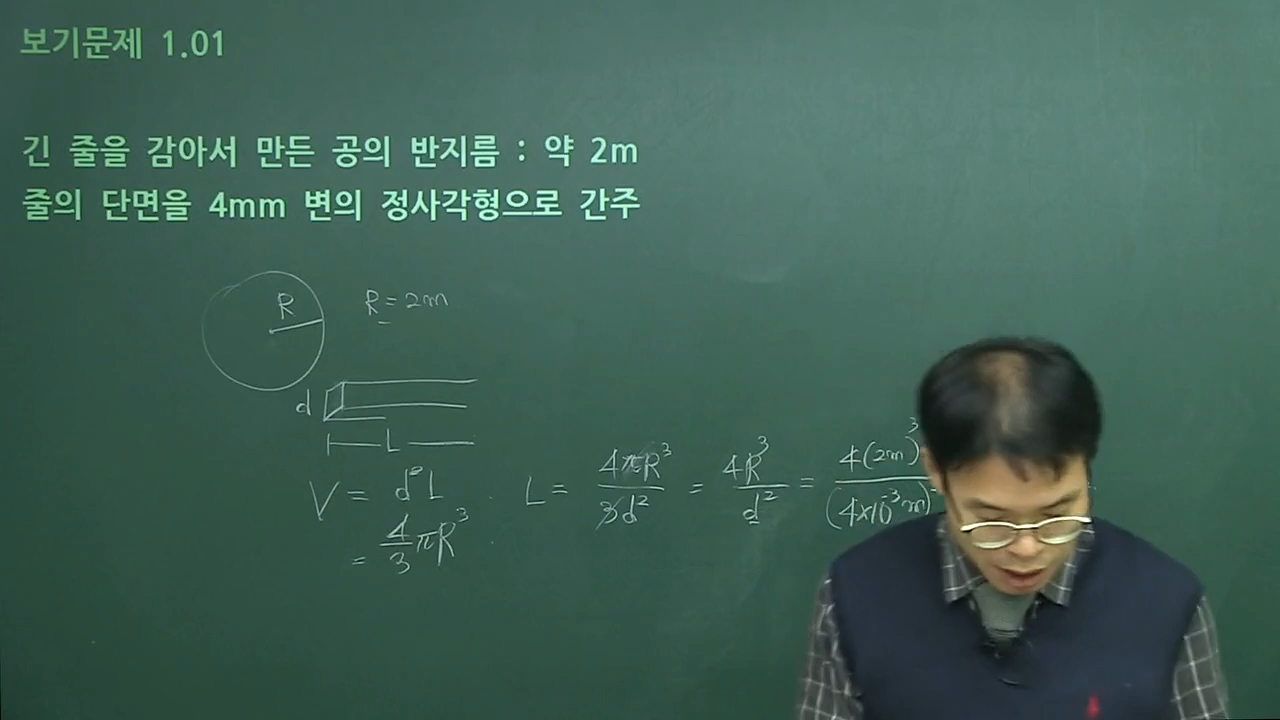 보기문제 1.01
긴 줄을 감아서 만든 공의 반지름 : 약 2m
줄의 단면을 4mm 변의 정사각형으로 간주
R
R = 2m
d
L
V = d²L
= 4/3 πR³
L = 4πR³/3d² = 4R³/d² = 4(2m)³/(4×10⁻³m)